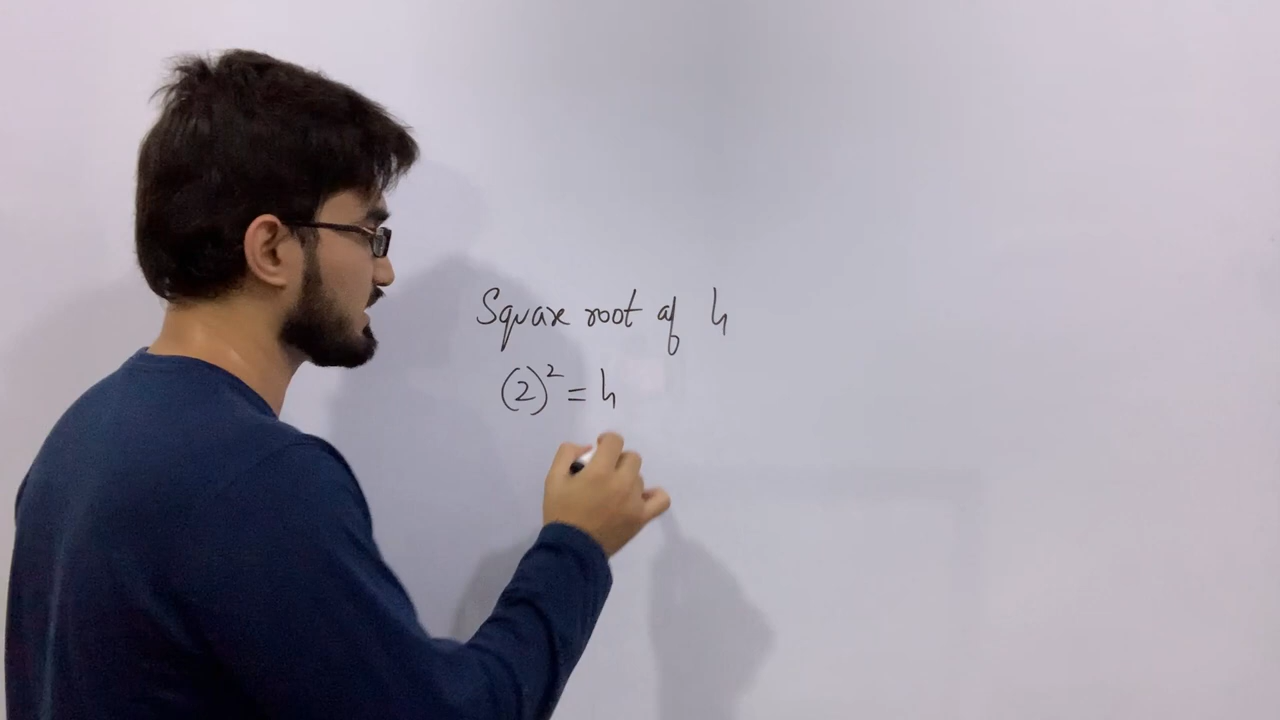 Square root of 4
(2)² = 4